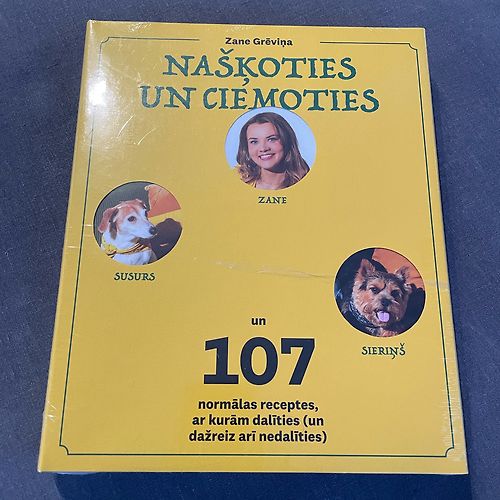 Zane Grēviņa
NAŠĶOTIES
UN CIEMOTIES
ZANE
SUSURS
SIERIŅŠ
un
107
normālas receptes,
ar kurām dalīties (un
dažreiz arī nedalīties)